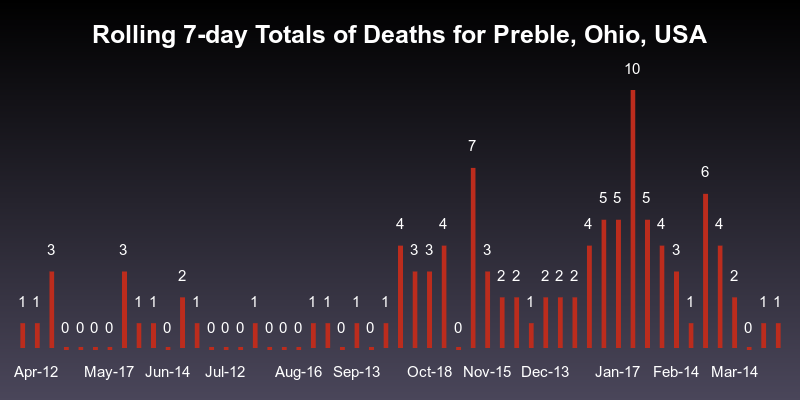 Rolling 7-day Totals of Deaths for Preble, Ohio, USA
1 1 3 0 0 0 0 3 1 1 0 2 1 0 0 0 1 0 0 0 1 1 0 1 0 1 4 3 3 4 0 7 3 2 2 1 2 2 2 4 5 5 10 5 4 3 1 6 4 2 0 1 1
Apr-12 May-17 Jun-14 Jul-12 Aug-16 Sep-13 Oct-18 Nov-15 Dec-13 Jan-17 Feb-14 Mar-14